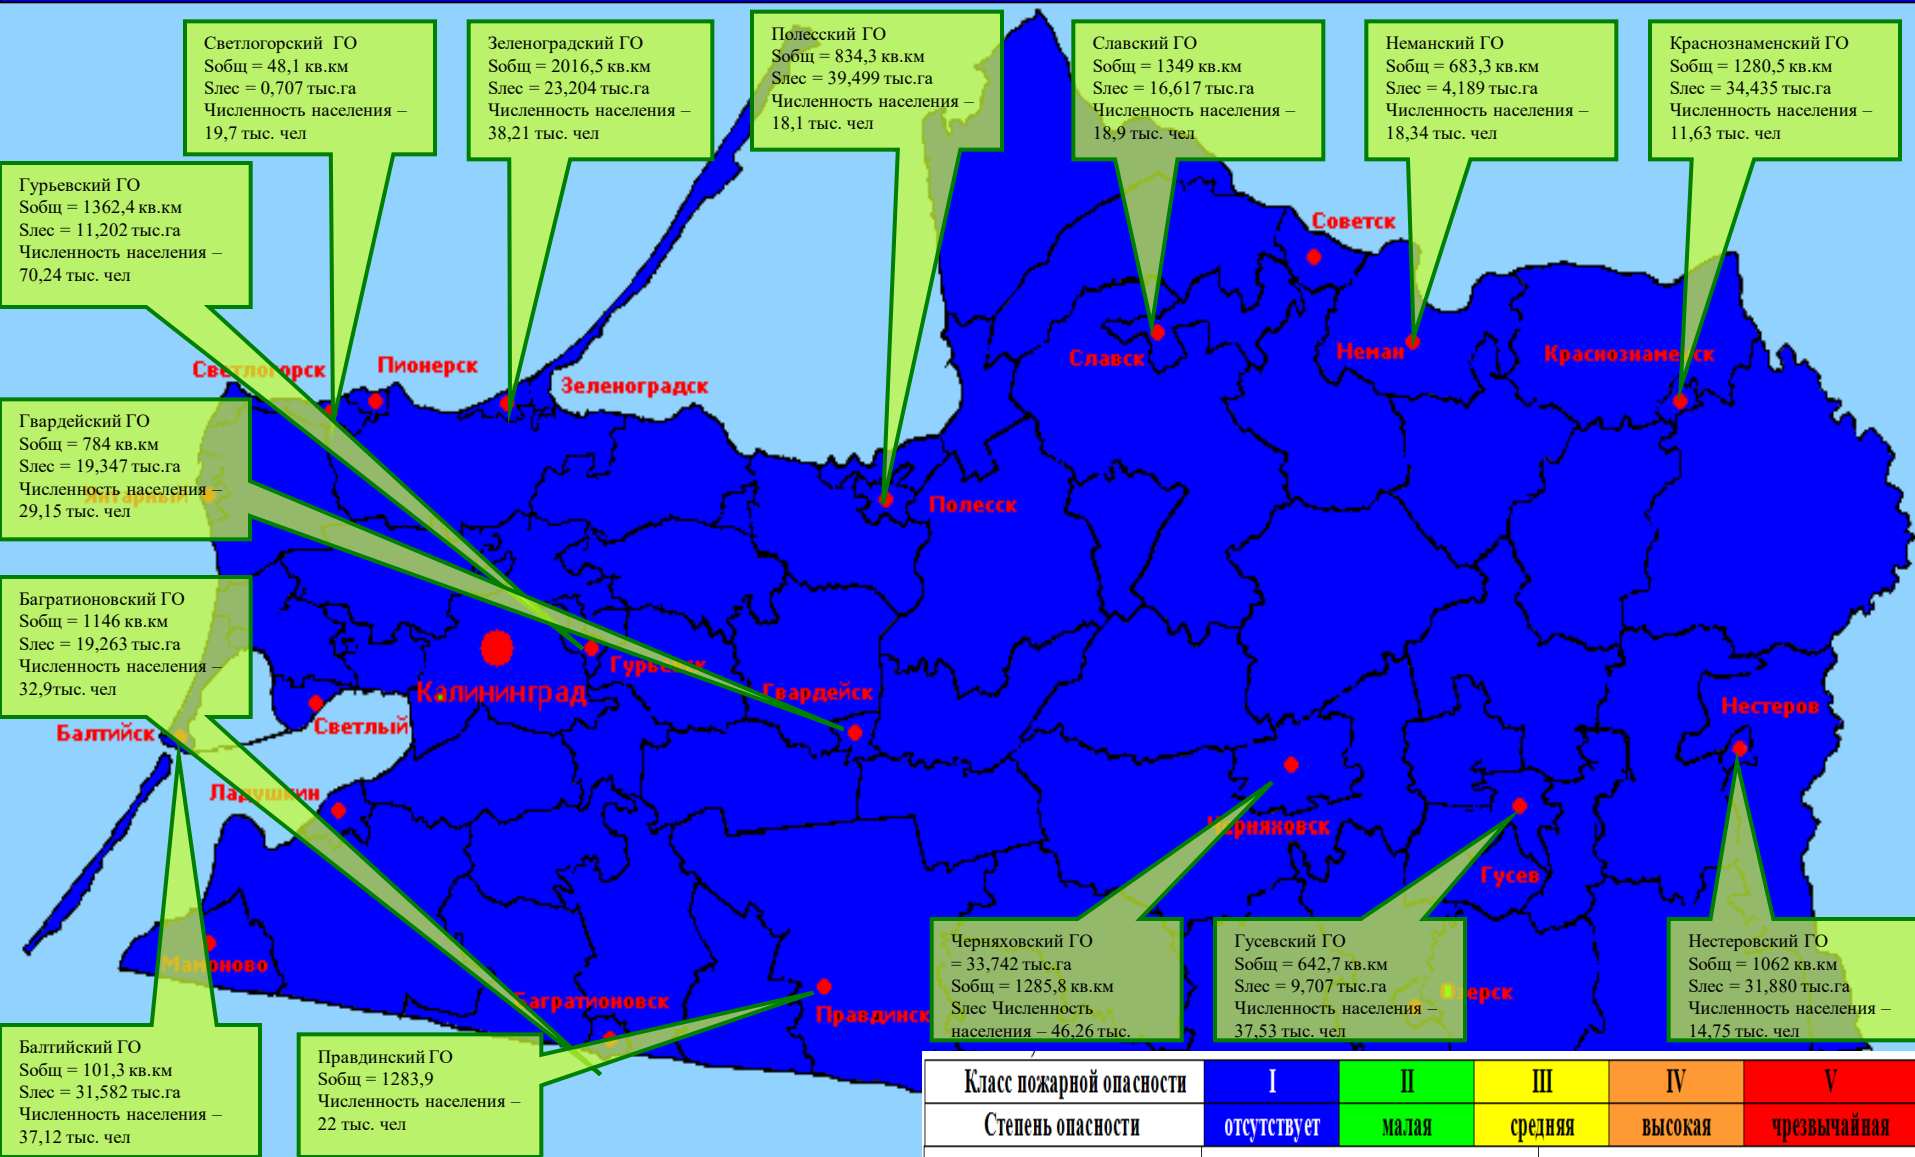 Светлогорский ГО
Sобщ = 48,1 кв.км
Sлес = 0,707 тыс.га
Численность населения –
19,7 тыс. чел
Зеленоградский ГО
Sобщ = 2016,5 кв.км
Sлес = 23,204 тыс.га
Численность населения –
38,21 тыс. чел
Полесский ГО
Sобщ = 834,3 кв.км
Sлес = 39,499 тыс.га
Численность населения –
18,1 тыс. чел
Славский ГО
Sобщ = 1349 кв.км
Sлес = 16,617 тыс.га
Численность населения –
18,9 тыс. чел
Неманский ГО
Sобщ = 683,3 кв.км
Sлес = 4,189 тыс.га
Численность населения –
18,34 тыс. чел
Краснознаменский ГО
Sобщ = 1280,5 кв.км
Sлес = 34,435 тыс.га
Численность населения –
11,63 тыс. чел
Гурьевский ГО
Sобщ = 1362,4 кв.км
Sлес = 11,202 тыс.га
Численность населения –
70,24 тыс. чел
Советск
Славск
Неман
Краснознаменск
Светлогорск
Пионерск
Зеленоградск
Гвардейский ГО
Sобщ = 784 кв.км
Sлес = 19,347 тыс.га
Численность населения –
29,15 тыс. чел
Янтарный
Полесск
Багратионовский ГО
Sобщ = 1146 кв.км
Sлес = 19,263 тыс.га
Численность населения –
32,9тыс. чел
Калининград
Гурьевск
Гвардейск
Нестеров
Балтийск
Светлый
Ладушкин
Черняховск
Гусев
Мамоново
Багратионовск
Правдинск
Озерск
Черняховский ГО
= 33,742 тыс.га
Sобщ = 1285,8 кв.км
Sлес Численность
населения – 46,26 тыс.
Гусевский ГО
Sобщ = 642,7 кв.км
Sлес = 9,707 тыс.га
Численность населения –
37,53 тыс. чел
Нестеровский ГО
Sобщ = 1062 кв.км
Sлес = 31,880 тыс.га
Численность населения –
14,75 тыс. чел
Балтийский ГО
Sобщ = 101,3 кв.км
Sлес = 31,582 тыс.га
Численность населения –
37,12 тыс. чел
Правдинский ГО
Sобщ = 1283,9
Численность населения –
22 тыс. чел
Класс пожарной опасности I II III IV V
Степень опасности отсутствует малая средняя высокая чрезвычайная